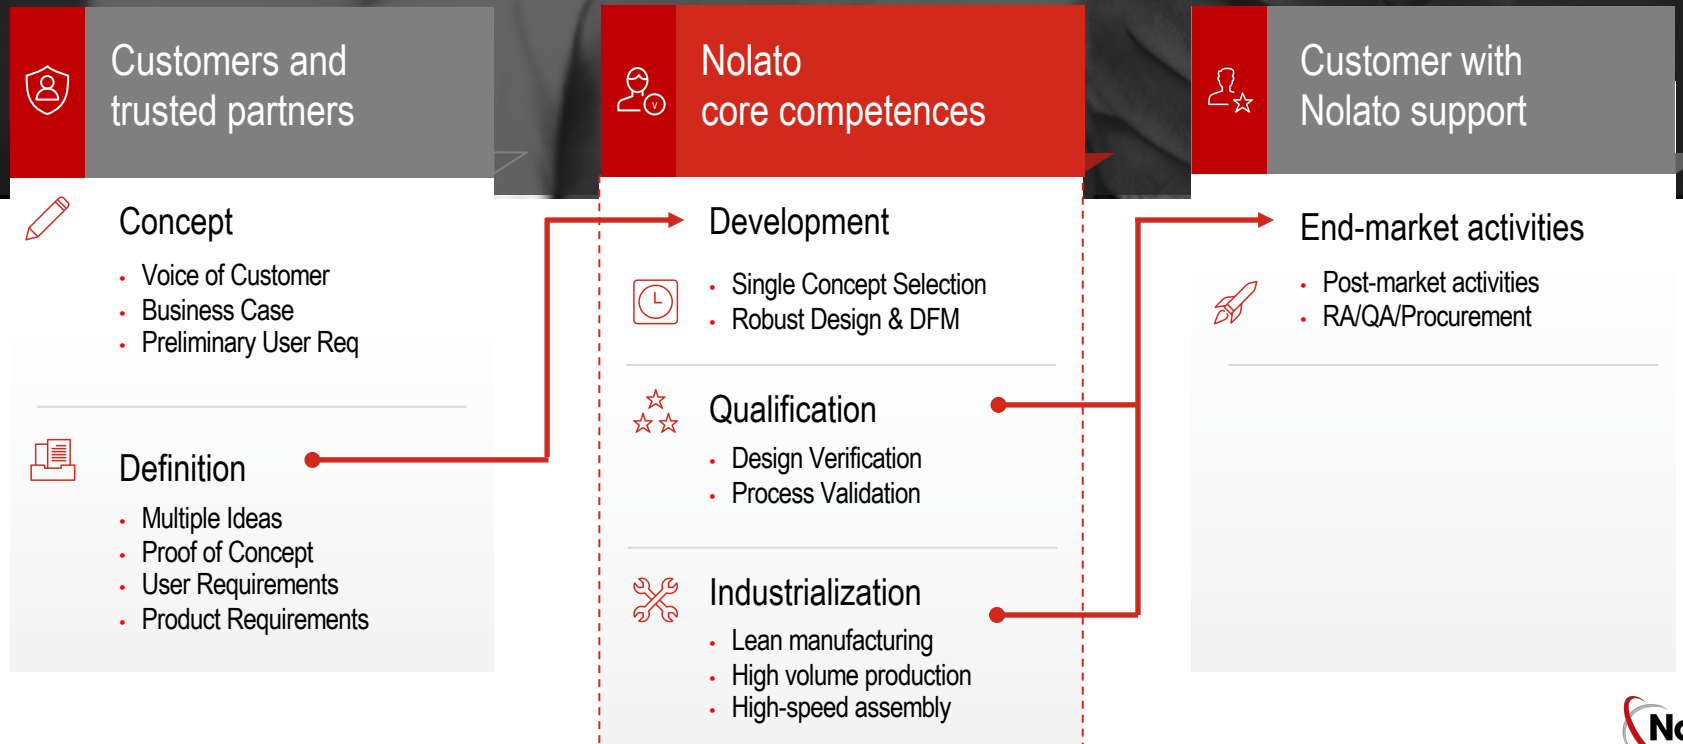 Customers and
trusted partners
Concept
Voice of Customer
Business Case
Preliminary User Req
Definition
Multiple Ideas
Proof of Concept
User Requirements
Product Requirements
Nolato
core competences
V
Development
Single Concept Selection
Robust Design & DFM
Qualification
Design Verification
Process Validation
Industrialization
Lean manufacturing
High volume production
High-speed assembly
Customer with
Nolato support
End-market activities
Post-market activities
RA/QA/Procurement